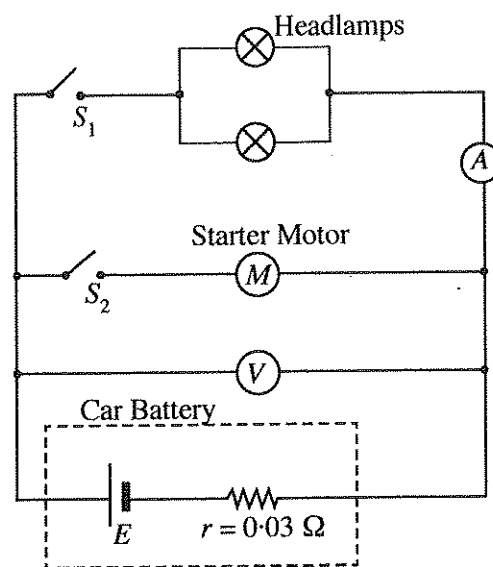 Headlamps
S1
A
Starter Motor
S2
M
V
Car Battery
E
r = 0·03 Ω